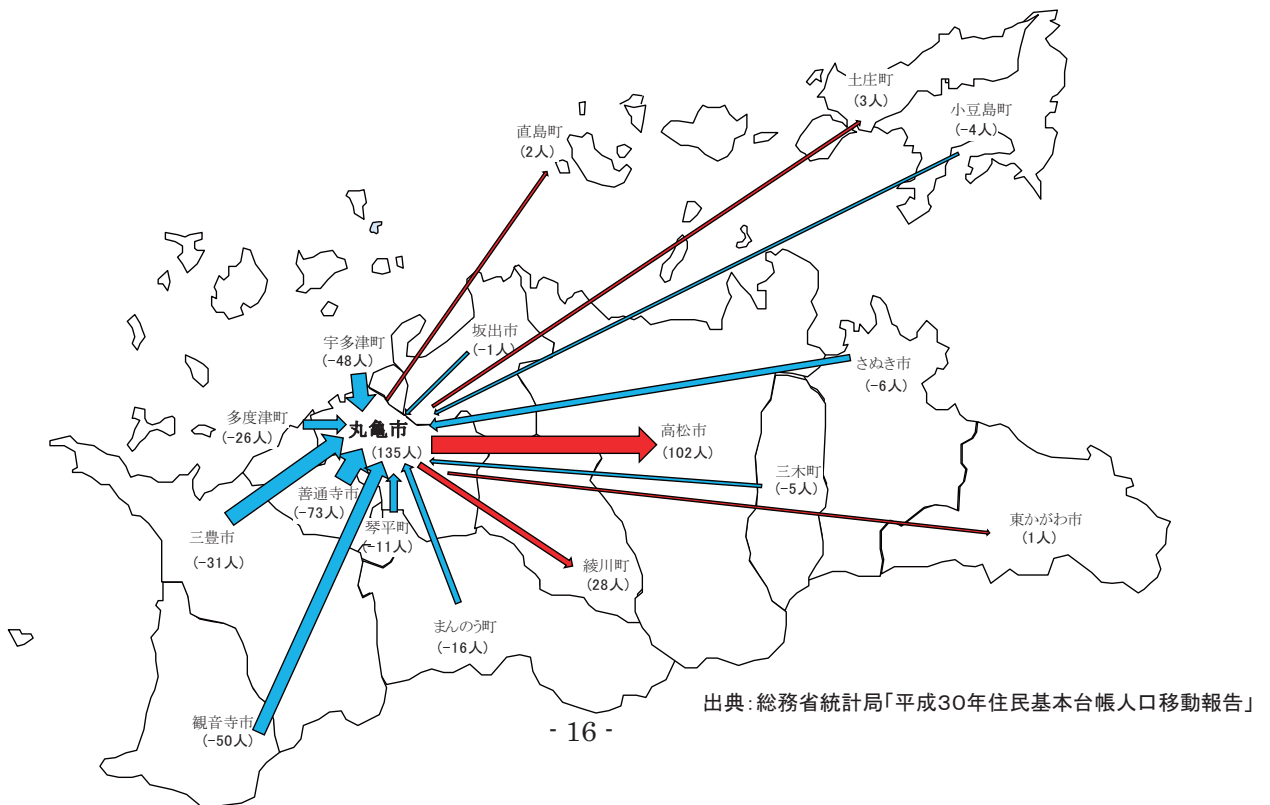 土庄町
(3人)
小豆島町
(-4人)
直島町
(2人)
宇多津町
(-48人)
坂出市
(-1人)
さぬき市
(-6人)
多度津町
(-26人)
丸亀市
(135人)
高松市
(102人)
三木町
(-5人)
善通寺市
(-73人)
琴平町
(-11人)
三豊市
(-31人)
東かがわ市
(1人)
綾川町
(28人)
まんのう町
(-16人)
観音寺市
(-50人)
出典:総務省統計局「平成30年住民基本台帳人口移動報告」
- 16 -